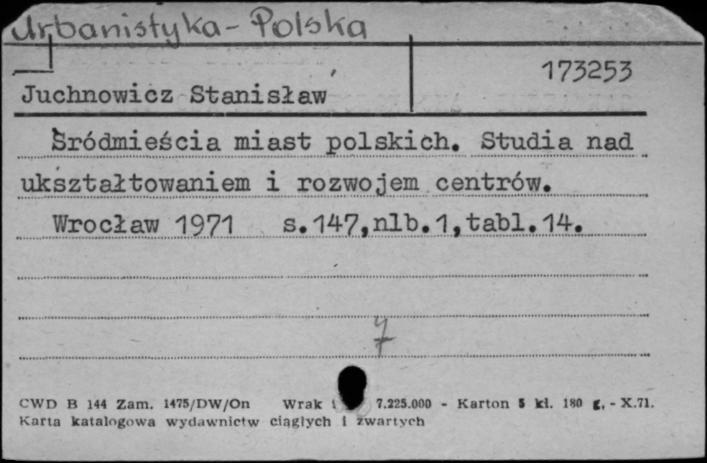 Urbanistyka - Polska
173253
Juchnowicz Stanisław
Śródmieścia miast polskich. Studia nad
ukształtowaniem i rozwojem centrów.
Wrocław 1971 s.147,nlb.1,tabl.14.
7
CWD B 144 Zam. 1475/DW/On Wrak 7.225.000 - Karton 5 kl. 180 g, - X.71.
Karta katalogowa wydawnictw ciągłych i zwartych